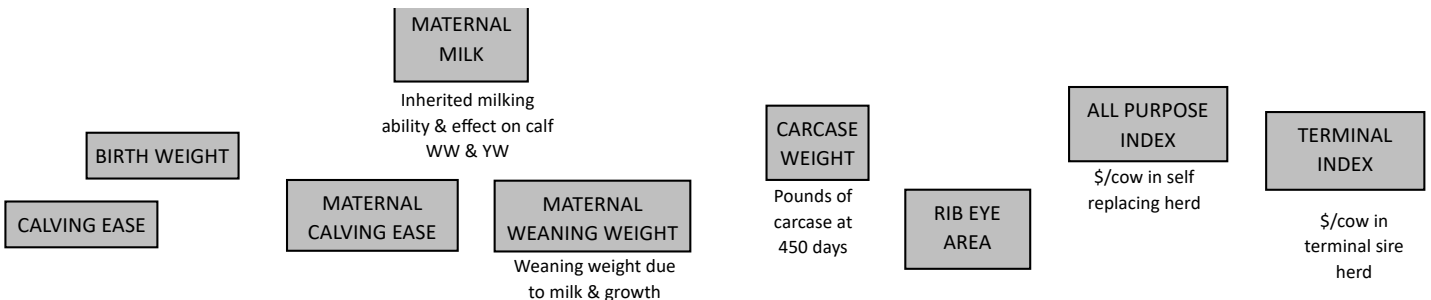 MATERNAL
MILK
Inherited milking
ability & effect on calf
WW & YW
BIRTH WEIGHT
CALVING EASE
MATERNAL
CALVING EASE
MATERNAL
WEANING WEIGHT
Weaning weight due
to milk & growth
CARCASE
WEIGHT
Pounds of
carcase at
450 days
RIB EYE
AREA
ALL PURPOSE
INDEX
$/cow in self
replacing herd
TERMINAL
INDEX
$/cow in
terminal sire
herd